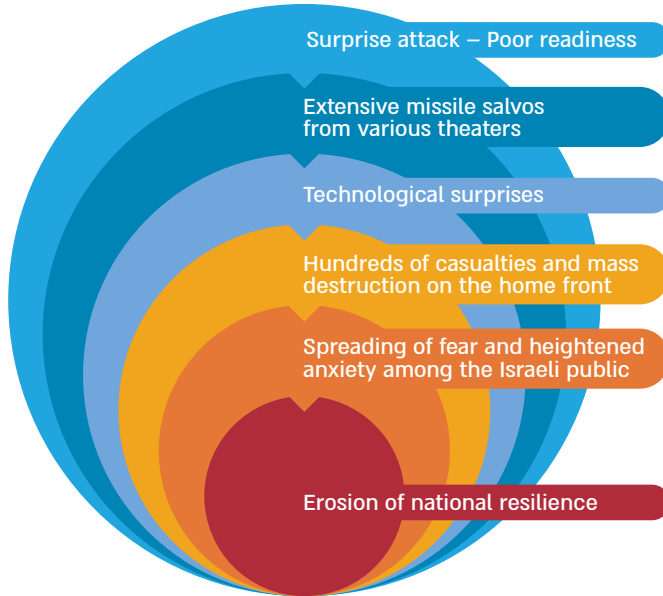 Surprise attack – Poor readiness
Extensive missile salvos
from various theaters
Technological surprises
Hundreds of casualties and mass
destruction on the home front
Spreading of fear and heightened
anxiety among the Israeli public
Erosion of national resilience